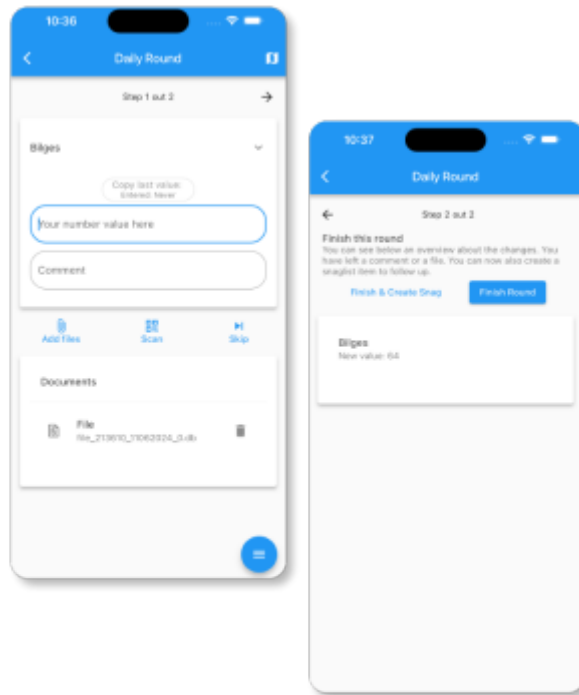 10:36
Daily Round
Step 1 out 2
Bilges
Copy last value:
Entered: Never
Your number value here
Comment
Add files
Scan
Skip
Documents
File
file_213610_11062024_0.db
10:37
Daily Round
Step 2 out 2
Finish this round
You can see below an overview about the changes. You
have left a comment or a file. You can now also create a
snaglist item to follow up.
Finish & Create Snag
Finish Round
Bilges
New value: 64